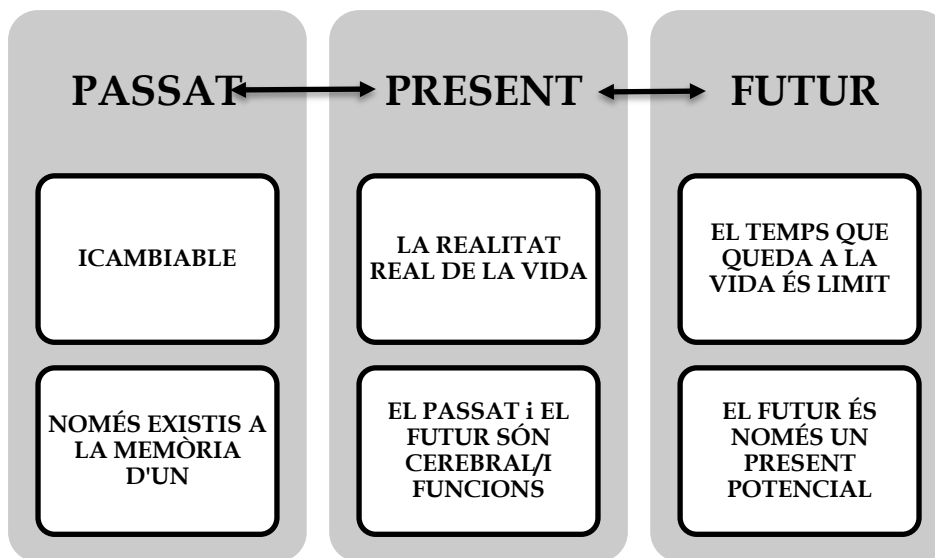 PASSAT
PRESENT
FUTUR
ICAMBIABLE
NOMÉS EXISTIS A
LA MEMÒRIA
D'UN
LA REALITAT
REAL DE LA VIDA
EL PASSAT i EL
FUTUR SÓN
CEREBRAL/I
FUNCIONS
EL TEMPS QUE
QUEDA A LA
VIDA ÉS LIMIT
EL FUTUR ÉS
NOMÉS UN
PRESENT
POTENCIAL